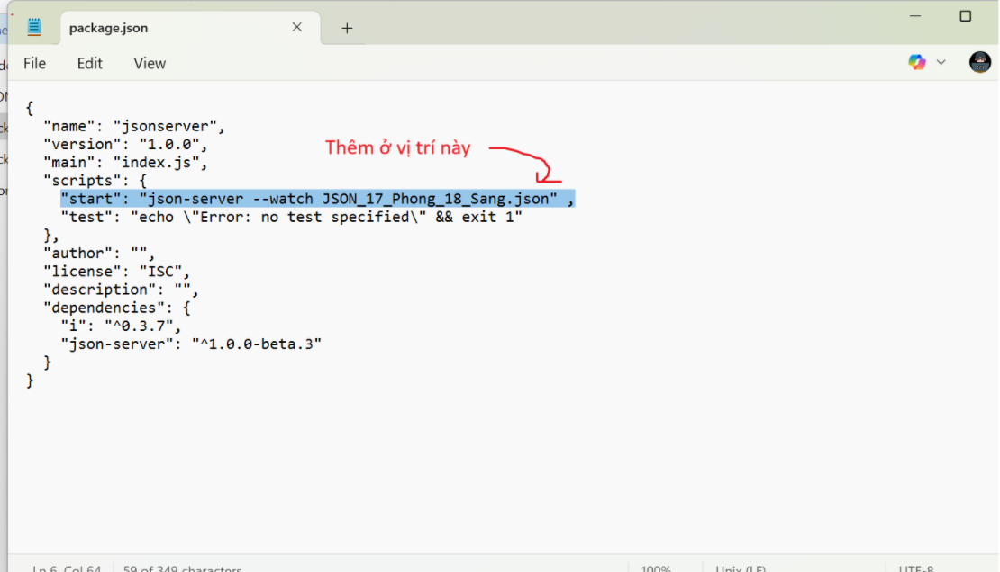 package.json
File Edit View
{
"name": "jsonserver",
"version": "1.0.0",
"main": "index.js",
Thêm ở vị trí này
"scripts": {
"start": "json-server --watch JSON_17_Phong_18_Sang.json" ,
"test": "echo \"Error: no test specified\" && exit 1"
},
"author": "",
"license": "ISC",
"description": "",
"dependencies": {
"i": "^0.3.7",
"json-server": "^1.0.0-beta.3"
}
}
Ln 6, Col 64 59 of 349 characters 100% Unix (LF) UTF-8